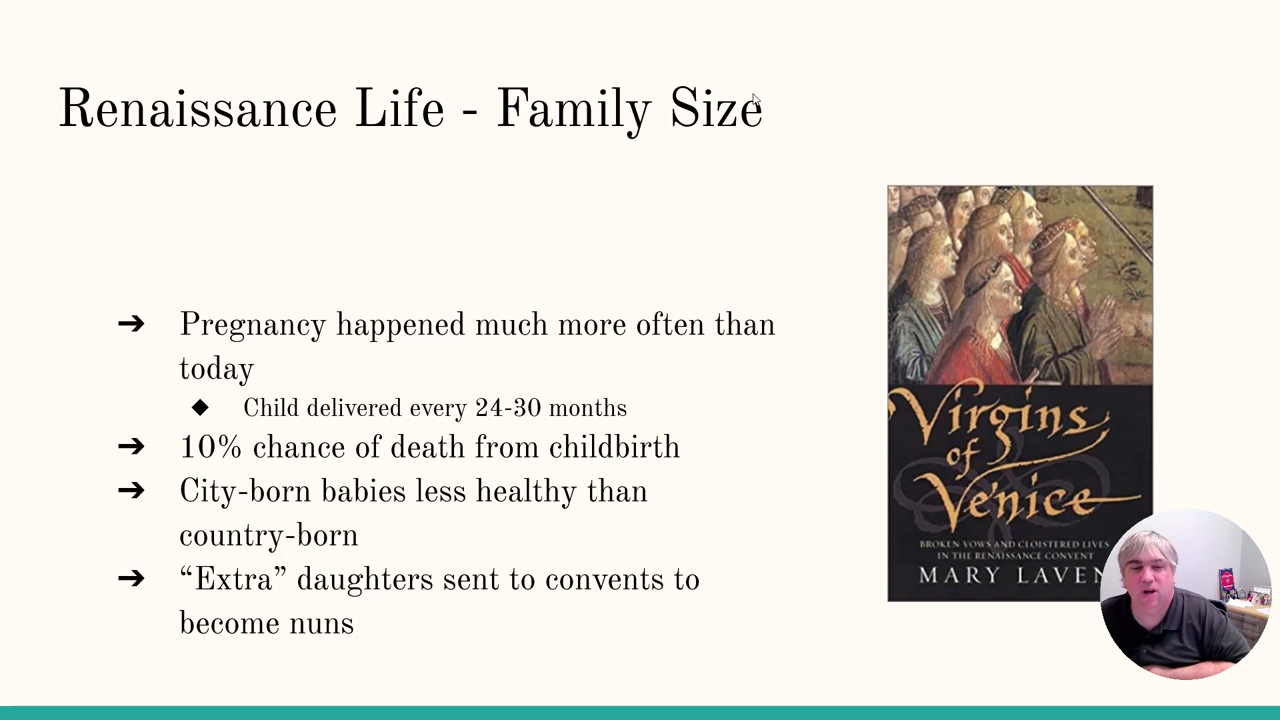 Renaissance Life - Family Size
➔ Pregnancy happened much more often than
today
◆ Child delivered every 24-30 months
➔ 10% chance of death from childbirth
➔ City-born babies less healthy than
country-born
➔ “Extra” daughters sent to convents to
become nuns
Virgins
of
Venice
BROKEN VOWS AND CLOISTERED LIVES
IN THE RENAISSANCE CONVENT
MARY LAVEN